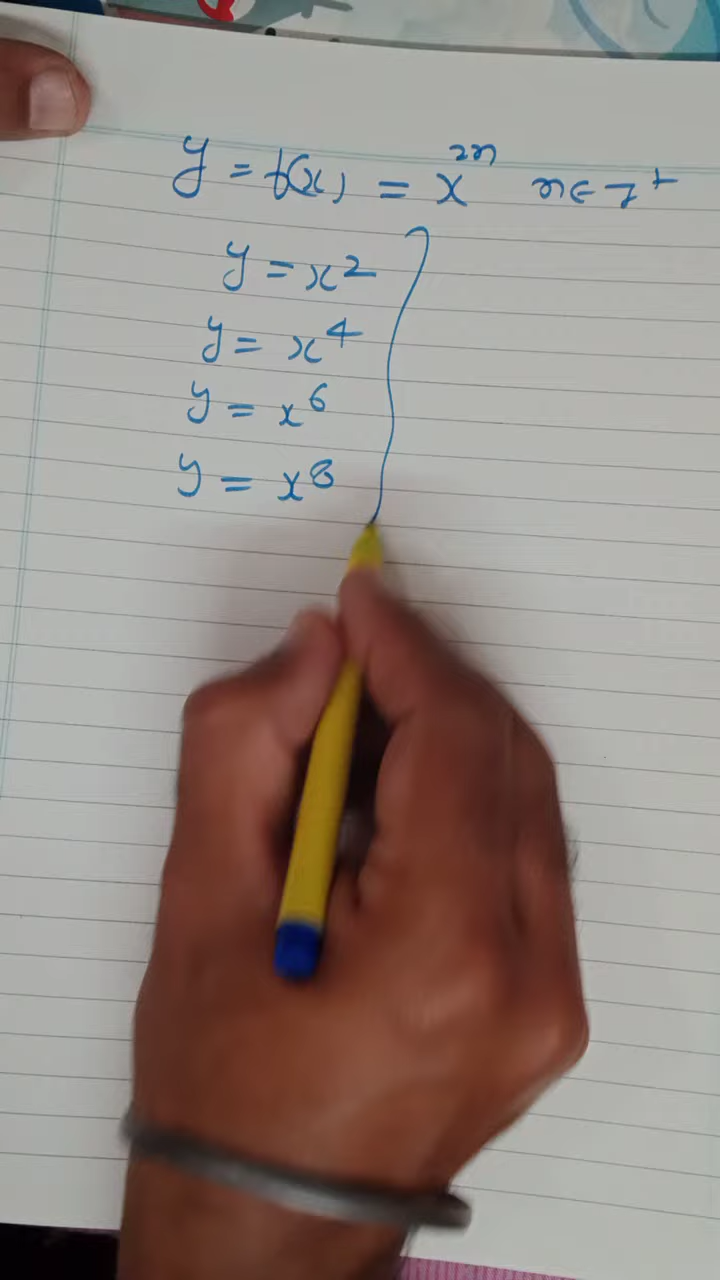 y = f(x) = x^2n n ∈ z^+
y = x^2
y = x^4
y = x^6
y = x^8